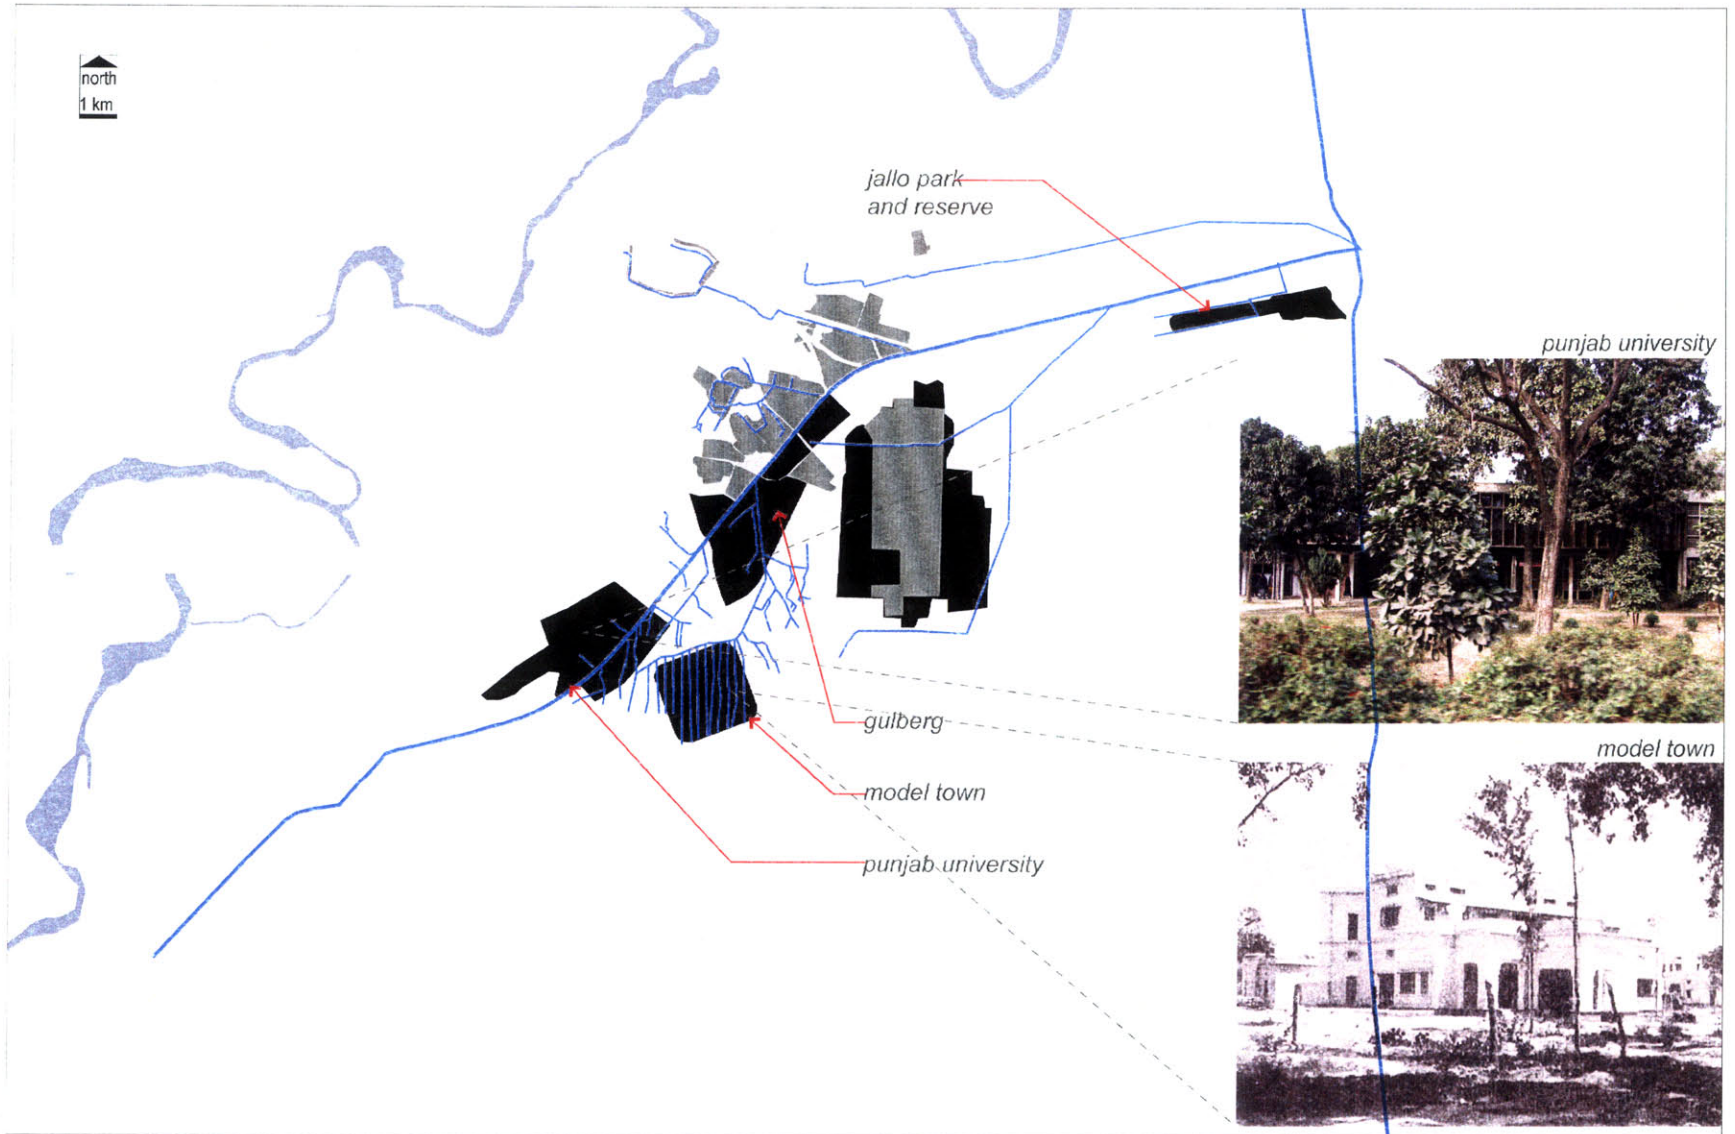 north
1 km
jallo park
and reserve
punjab university
gulberg
model town
model town
punjab university